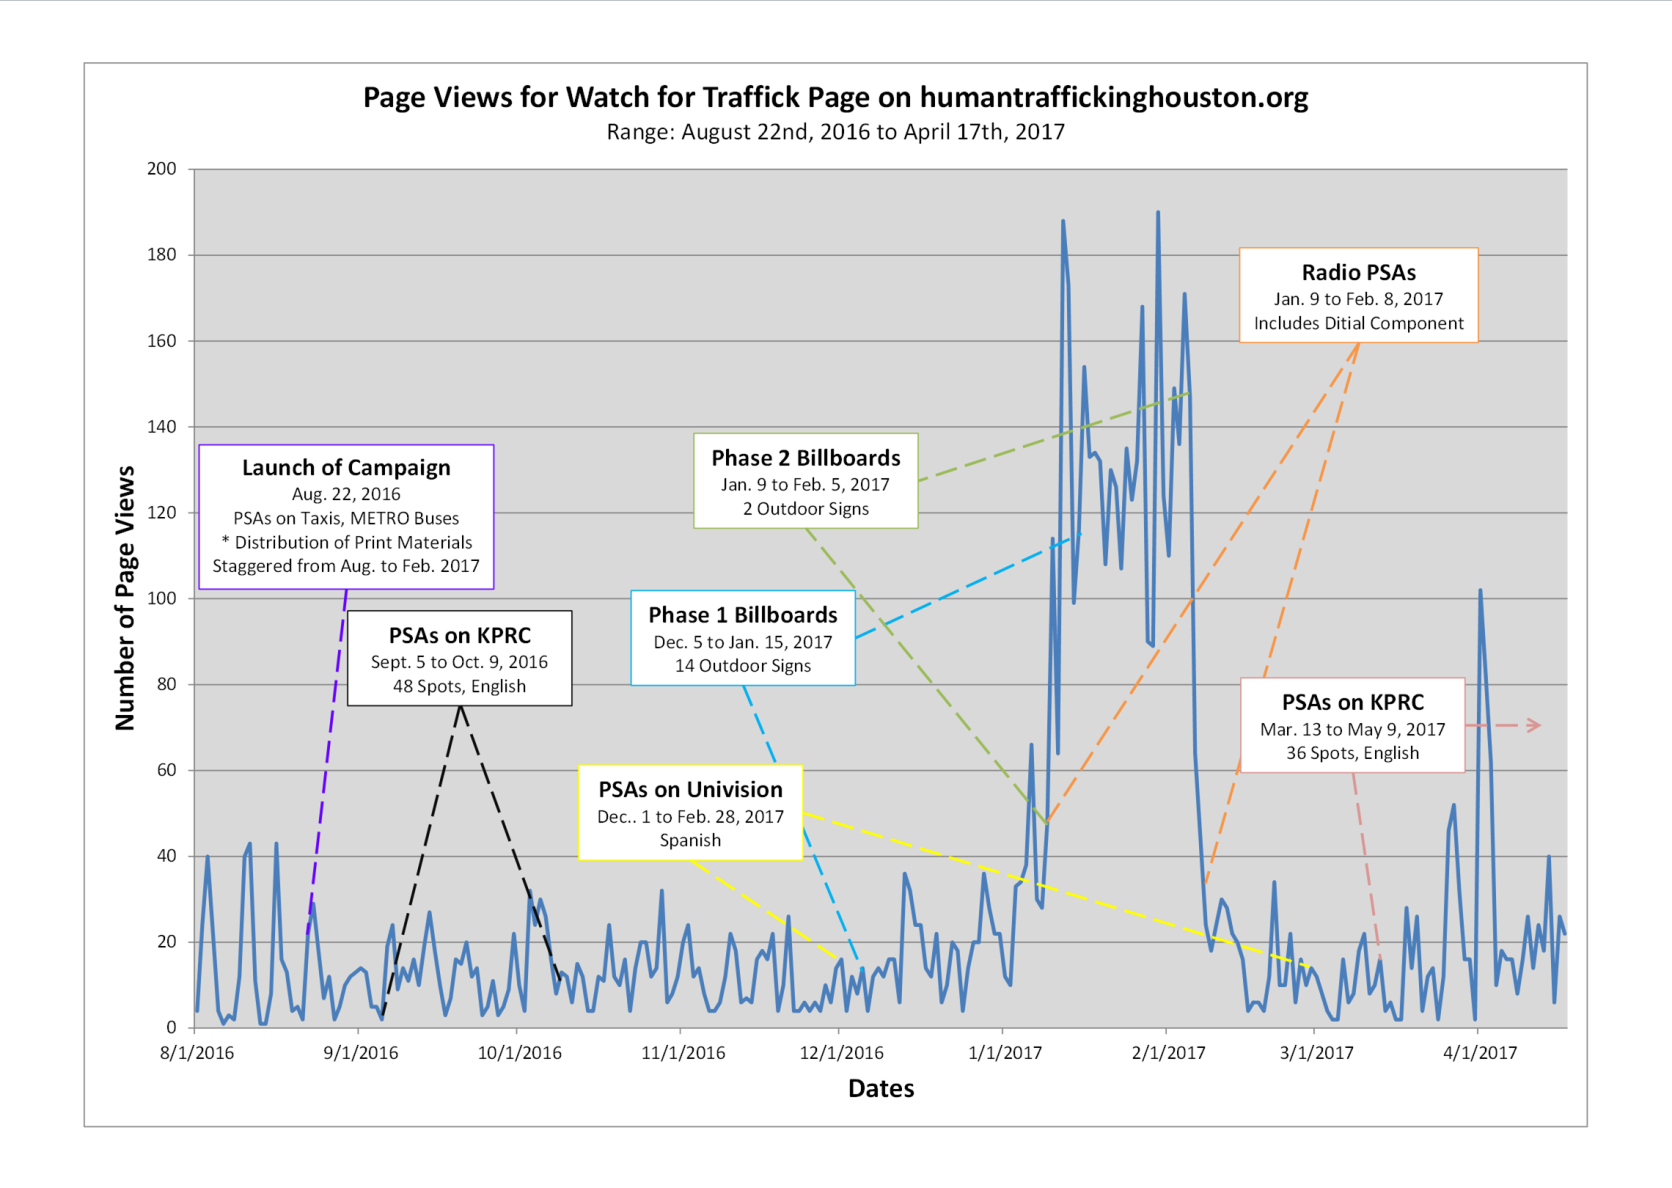 Page Views for Watch for Traffick Page on humantraffickinghouston.org
Range: August 22nd, 2016 to April 17th, 2017
Number of Page Views
200
180
160
140
120
100
80
60
40
20
0
Radio PSAs
Jan. 9 to Feb. 8, 2017
Includes Ditial Component
Phase 2 Billboards
Jan. 9 to Feb. 5, 2017
2 Outdoor Signs
Launch of Campaign
Aug. 22, 2016
PSAs on Taxis, METRO Buses
* Distribution of Print Materials
Staggered from Aug. to Feb. 2017
Phase 1 Billboards
Dec. 5 to Jan. 15, 2017
14 Outdoor Signs
PSAs on KPRC
Sept. 5 to Oct. 9, 2016
48 Spots, English
PSAs on KPRC
Mar. 13 to May 9, 2017
36 Spots, English
PSAs on Univision
Dec.. 1 to Feb. 28, 2017
Spanish
8/1/2016 9/1/2016 10/1/2016 11/1/2016 12/1/2016 1/1/2017 2/1/2017 3/1/2017 4/1/2017
Dates